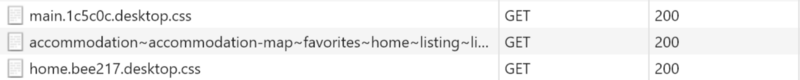 main.1c5c0c.desktop.css GET 200
accommodation~accommodation-map~favorites~home~listing~li... GET 200
home.bee217.desktop.css GET 200